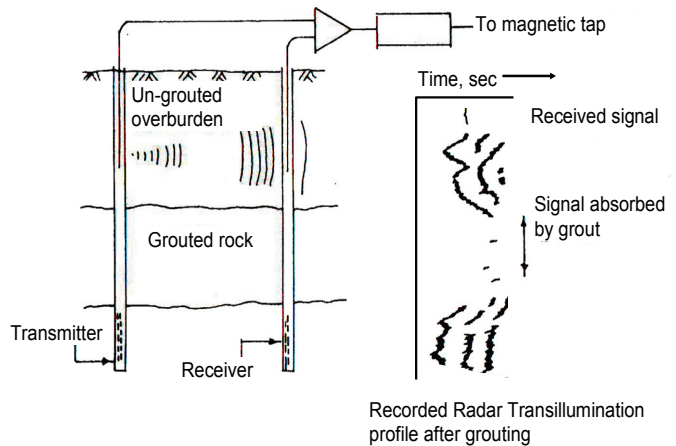 To magnetic tap
Time, sec
Un-grouted
overburden
Received signal
Signal absorbed
by grout
Grouted rock
Transmitter
Receiver
Recorded Radar Transillumination
profile after grouting